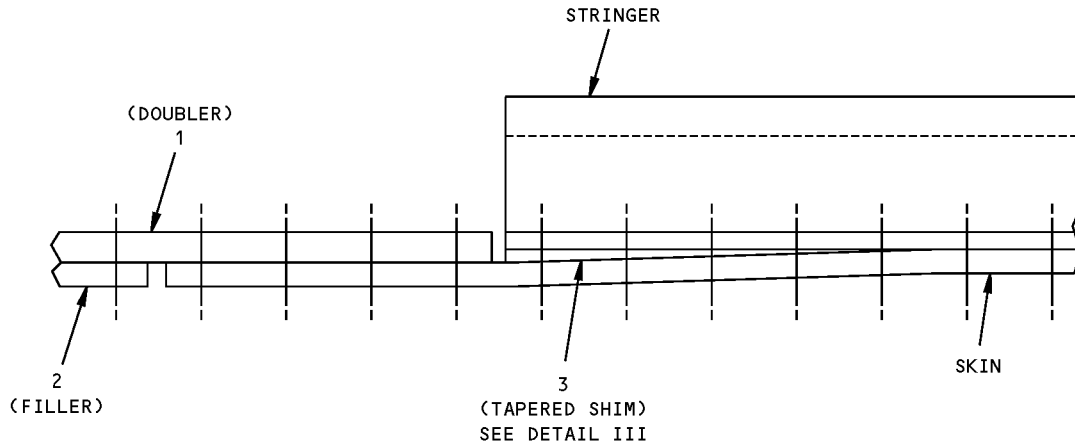 STRINGER
(DOUBLER)
1
2
(FILLER)
3
(TAPERED SHIM)
SEE DETAIL III
SKIN